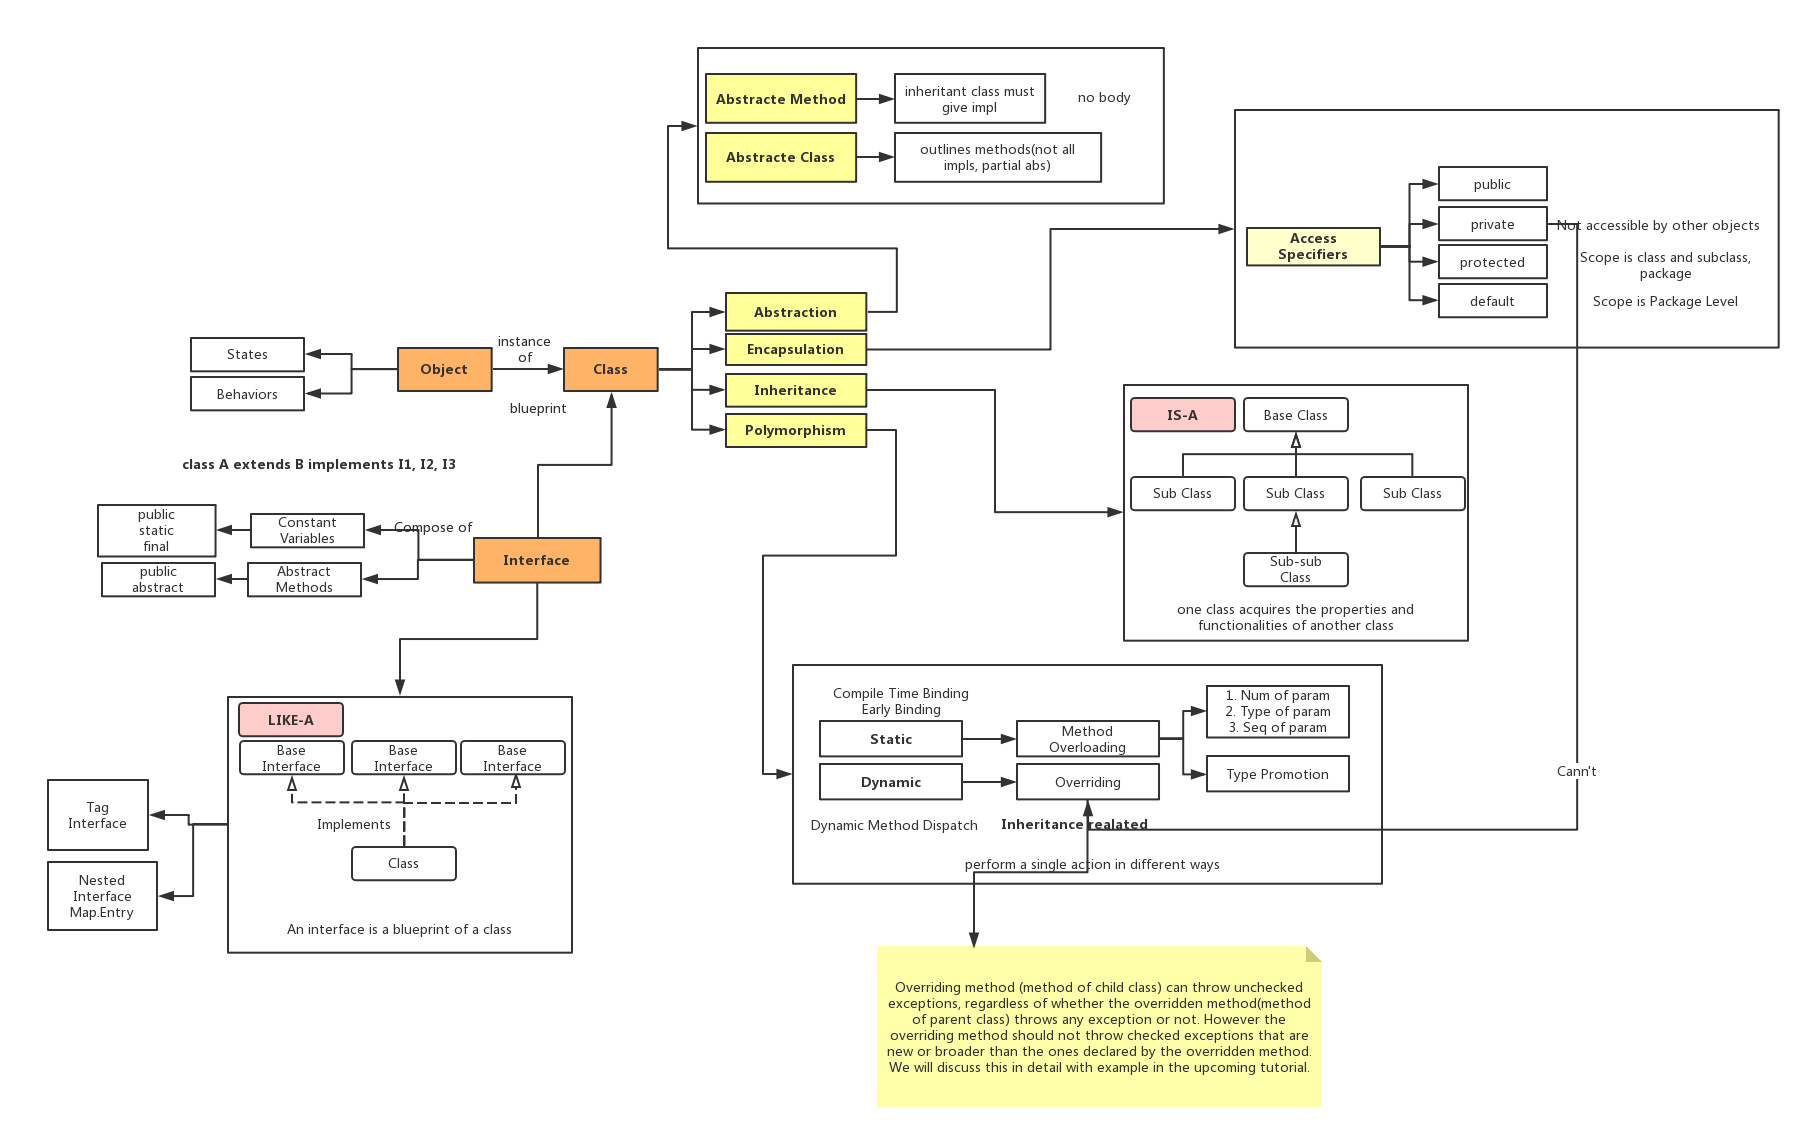 Abstracte Method
inheritant class must
give impl
no body
Abstracte Class
outlines methods(not all
impls, partial abs)
Access
Specifiers
public
private
Not accessible by other objects
protected
Scope is class and subclass,
package
default
Scope is Package Level
Abstraction
Encapsulation
Inheritance
Polymorphism
States
Behaviors
Object
instance
of
Class
blueprint
class A extends B implements I1, I2, I3
IS-A
Base Class
Sub Class
Sub Class
Sub Class
Sub-sub
Class
one class acquires the properties and
functionalities of another class
public
static
final
Constant
Variables
Compose of
public
abstract
Abstract
Methods
Interface
LIKE-A
Base
Interface
Base
Interface
Base
Interface
Implements
Class
An interface is a blueprint of a class
Tag
Interface
Nested
Interface
Map.Entry
Compile Time Binding
Early Binding
Static
Method
Overloading
1. Num of param
2. Type of param
3. Seq of param
Type Promotion
Dynamic
Overriding
Dynamic Method Dispatch
Inheritance realated
perform a single action in different ways
Cann't
Overriding method (method of child class) can throw unchecked
exceptions, regardless of whether the overridden method(method
of parent class) throws any exception or not. However the
overriding method should not throw checked exceptions that are
new or broader than the ones declared by the overridden method.
We will discuss this in detail with example in the upcoming tutorial.